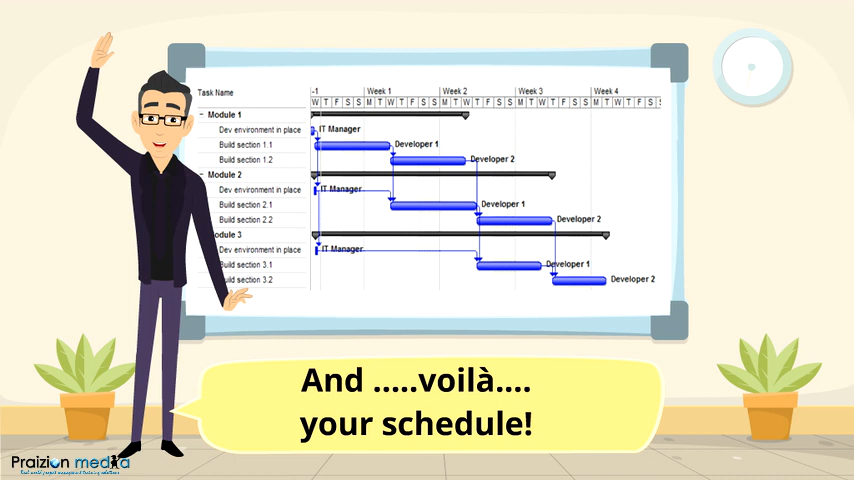 Task Name
-1 Week 1 Week 2 Week 3 Week 4
W T F S S M T W T F S S M T W T F S S M T W T F S S M T W T F S S
Module 1
Dev environment in place IT Manager
Build section 1.1 Developer 1
Build section 1.2 Developer 2
Module 2
Dev environment in place IT Manager
Build section 2.1 Developer 1
Build section 2.2 Developer 2
odule 3
Dev environment in place IT Manager
Build section 3.1 Developer 1
Build section 3.2 Developer 2
And .....voilà....
your schedule!
Praizion media